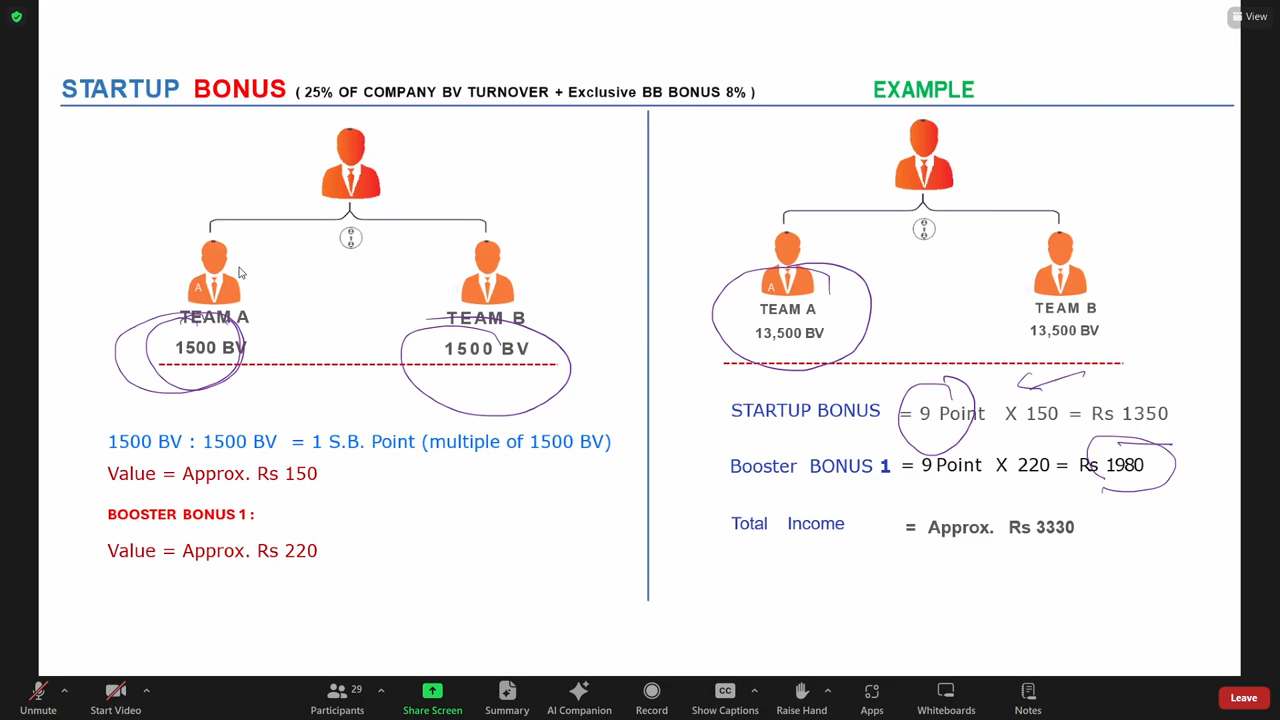 View
STARTUP BONUS ( 25% OF COMPANY BV TURNOVER + Exclusive BB BONUS 8% )
EXAMPLE
A
TEAM A
1500 BV
TEAM B
1500 BV
1500 BV : 1500 BV = 1 S.B. Point (multiple of 1500 BV)
Value = Approx. Rs 150
BOOSTER BONUS 1 :
Value = Approx. Rs 220
A
TEAM A
13,500 BV
TEAM B
13,500 BV
STARTUP BONUS = 9 Point X 150 = Rs 1350
Booster BONUS 1 = 9 Point X 220 = Rs 1980
Total Income = Approx. Rs 3330
Unmute
Start Video
29
Participants
Share Screen
Summary
AI Companion
Record
CC
Show Captions
Raise Hand
Apps
Whiteboards
Notes
Leave